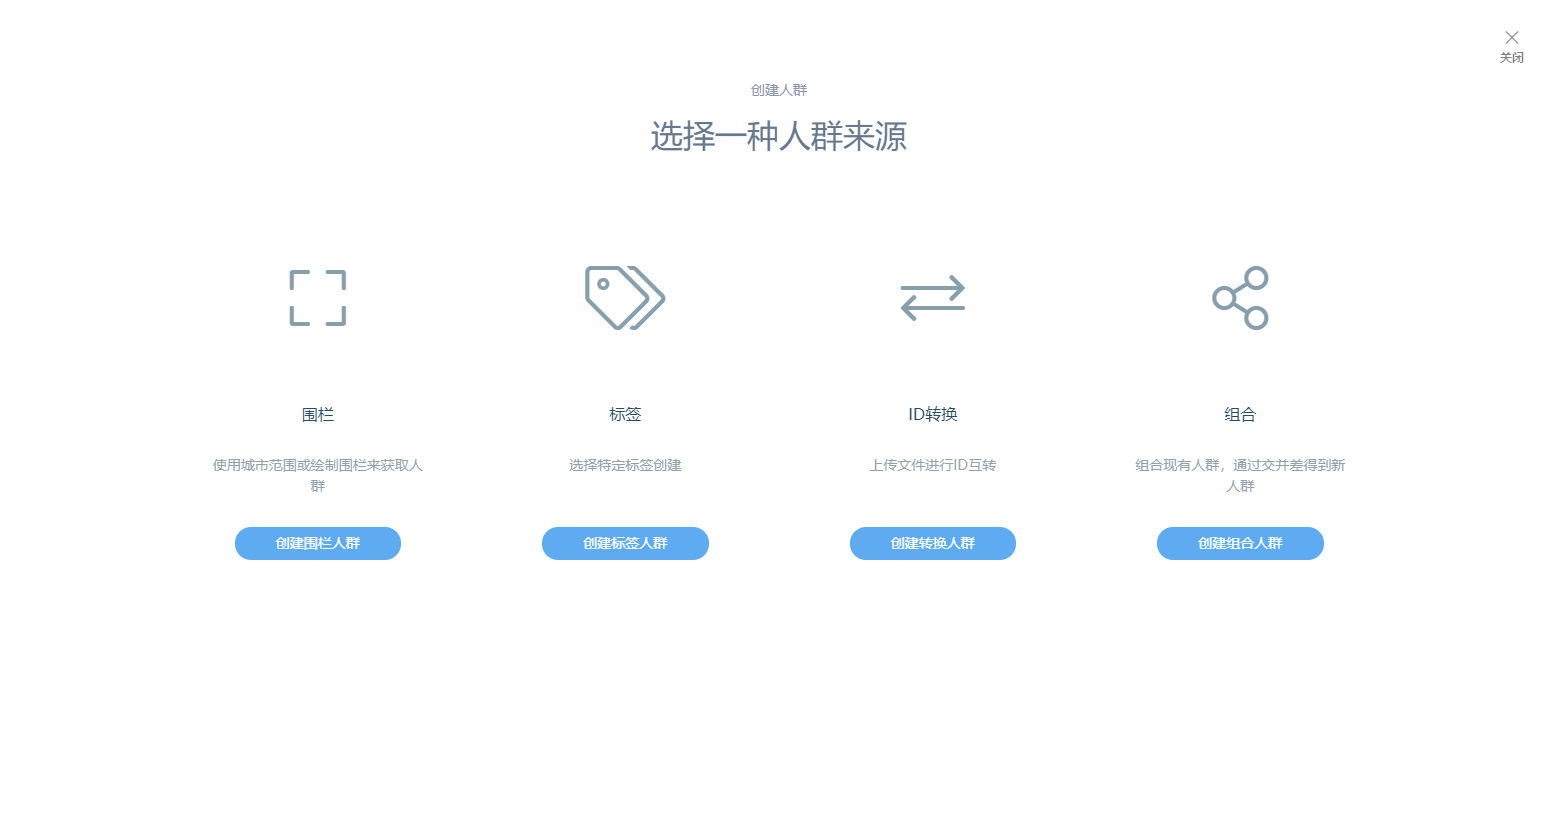 关闭
创建人群
选择一种人群来源
围栏
使用城市范围或绘制围栏来获取人
群
创建围栏人群
标签
选择特定标签创建
创建标签人群
ID转换
上传文件进行ID互转
创建转换人群
组合
组合现有人群，通过交并差得到新
人群
创建组合人群